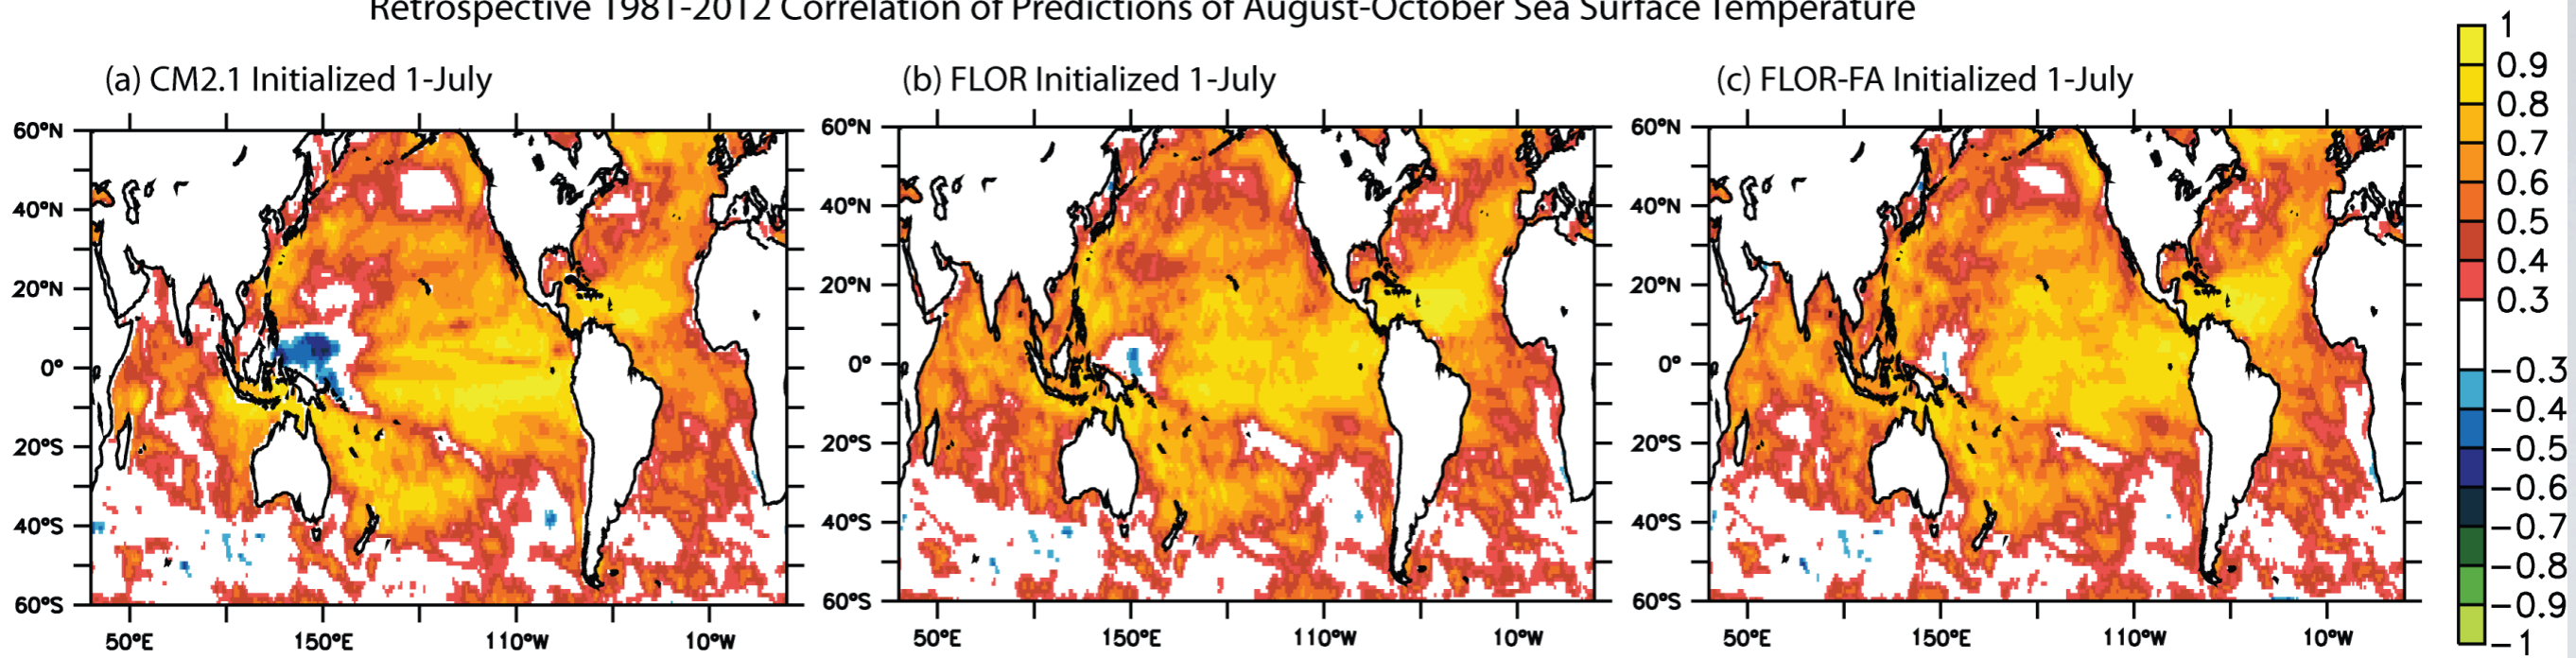 Retrospective 1981-2012 Correlation of Predictions of August-October Sea Surface Temperature
(a) CM2.1 Initialized 1-July
(b) FLOR Initialized 1-July
(c) FLOR-FA Initialized 1-July
60°N
40°N
20°N
0°
20°S
40°S
60°S
50°E
150°E
110°W
10°W
60°N
40°N
20°N
0°
20°S
40°S
60°S
50°E
150°E
110°W
10°W
60°N
40°N
20°N
0°
20°S
40°S
60°S
50°E
150°E
110°W
10°W
1
0.9
0.8
0.7
0.6
0.5
0.4
0.3
-0.3
-0.4
-0.5
-0.6
-0.7
-0.8
-0.9
-1